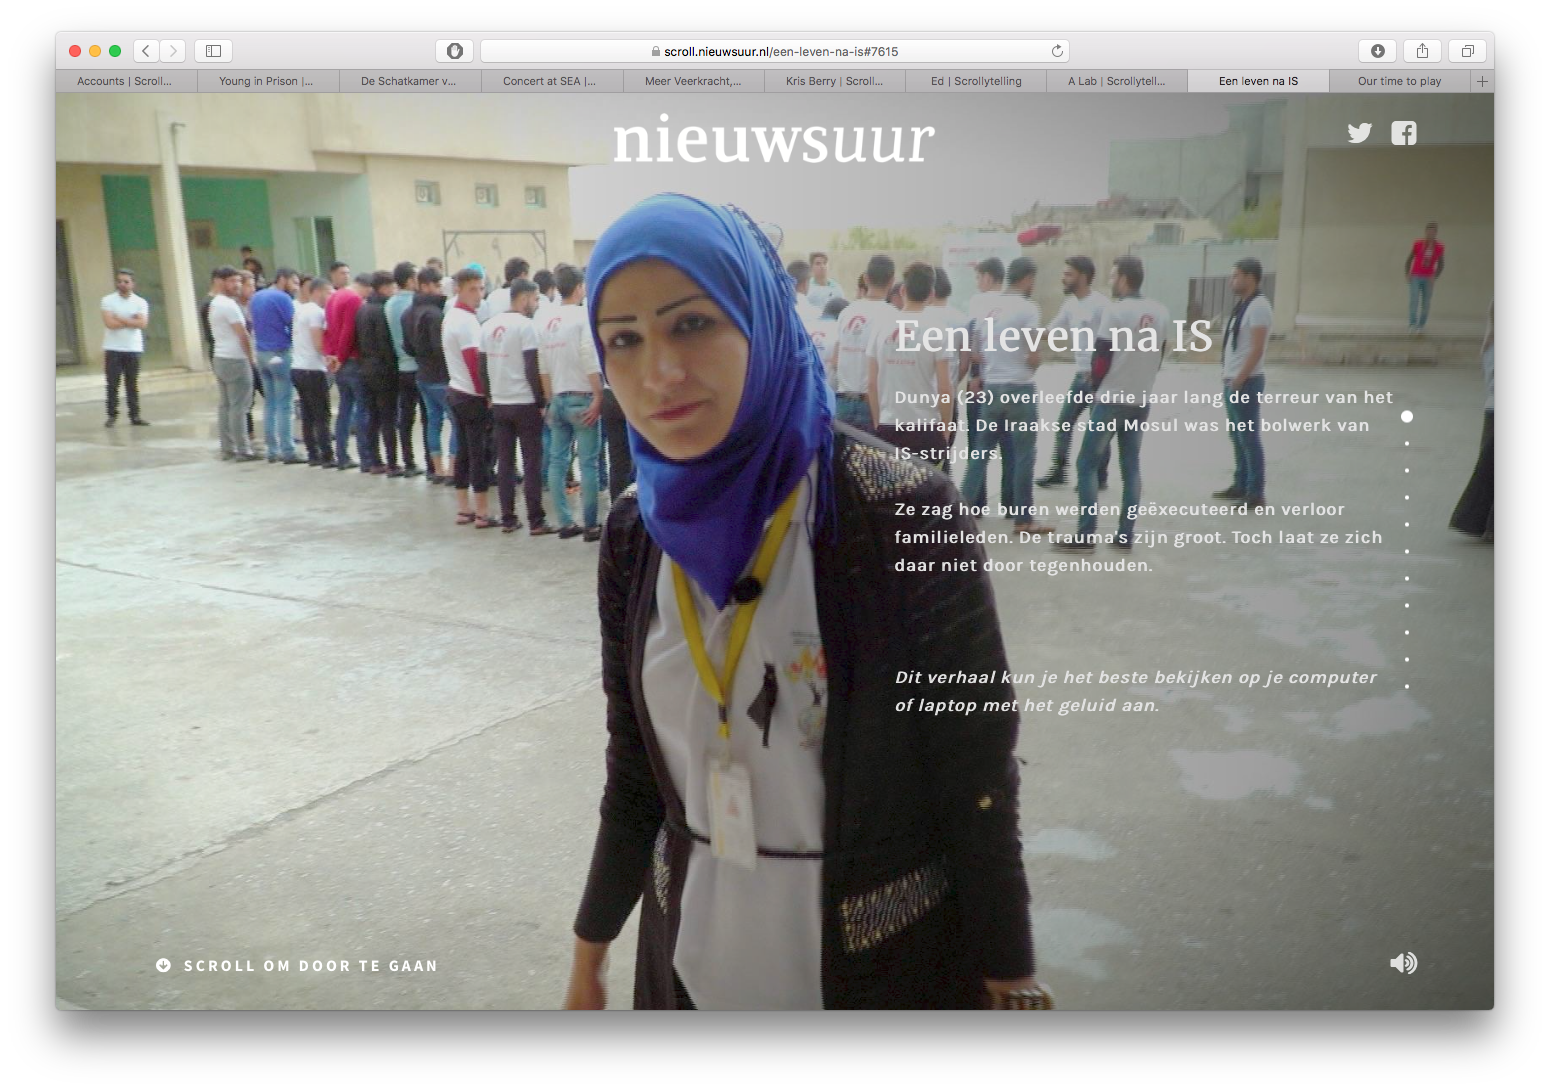 scroll.nieuwsuur.nl/een-leven-na-is#7615
Accounts | Scroll...
Young in Prison |...
De Schatkamer v...
Concert at SEA |...
Meer Veerkracht,...
Kris Berry | Scroll...
Ed | Scrollytelling
A Lab | Scrollytell...
Een leven na IS
Our time to play
nieuwsuur
Een leven na IS
Dunya (23) overleefde drie jaar lang de terreur van het
kalifaat. De Iraakse stad Mosul was het bolwerk van
IS-strijders.
Ze zag hoe buren werden geëxecuteerd en verloor
familieleden. De trauma's zijn groot. Toch laat ze zich
daar niet door tegenhouden.
Dit verhaal kun je het beste bekijken op je computer
of laptop met het geluid aan.
SCROLL OM DOOR TE GAAN